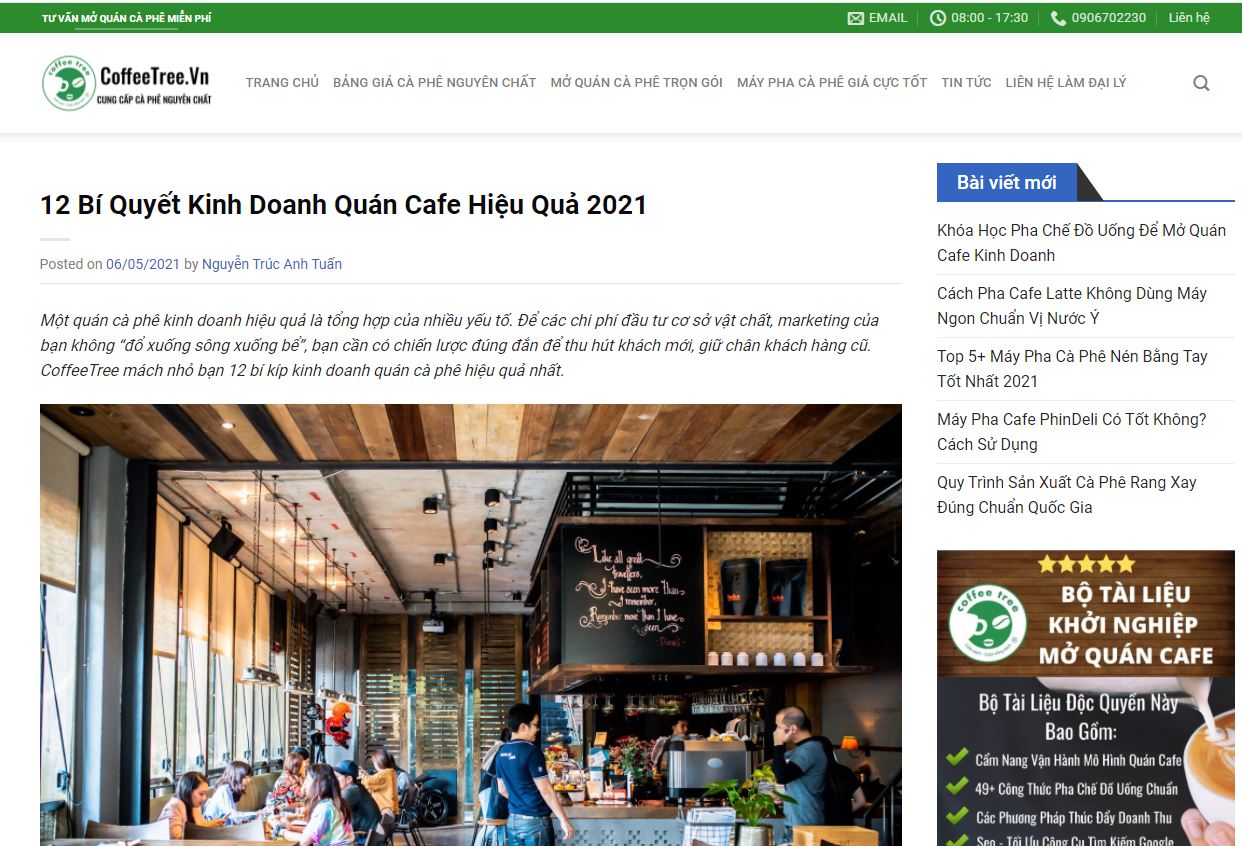 TƯ VẤN MỞ QUÁN CÀ PHÊ MIỄN PHÍ
EMAIL
08:00 - 17:30
0906702230
Liên hệ
coffee tree
CoffeeTree.Vn
CUNG CẤP CÀ PHÊ NGUYÊN CHẤT
TRANG CHỦ
BẢNG GIÁ CÀ PHÊ NGUYÊN CHẤT
MỞ QUÁN CÀ PHÊ TRỌN GÓI
MÁY PHA CÀ PHÊ GIÁ CỰC TỐT
TIN TỨC
LIÊN HỆ LÀM ĐẠI LÝ
12 Bí Quyết Kinh Doanh Quán Cafe Hiệu Quả 2021
Posted on 06/05/2021 by Nguyễn Trúc Anh Tuấn
Một quán cà phê kinh doanh hiệu quả là tổng hợp của nhiều yếu tố. Để các chi phí đầu tư cơ sở vật chất, marketing của
bạn không “đổ xuống sông xuống bể”, bạn cần có chiến lược đúng đắn để thu hút khách mới, giữ chân khách hàng cũ.
CoffeeTree mách nhỏ bạn 12 bí kíp kinh doanh quán cà phê hiệu quả nhất.
Like all great
travellers,
I have seen more than
I remember,
Remember more than I have
seen
Bài viết mới
Khóa Học Pha Chế Đồ Uống Để Mở Quán
Cafe Kinh Doanh
Cách Pha Cafe Latte Không Dùng Máy
Ngon Chuẩn Vị Nước Ý
Top 5+ Máy Pha Cà Phê Nén Bằng Tay
Tốt Nhất 2021
Máy Pha Cafe PhinDeli Có Tốt Không?
Cách Sử Dụng
Quy Trình Sản Xuất Cà Phê Rang Xay
Đúng Chuẩn Quốc Gia
coffee tree
BỘ TÀI LIỆU
KHỞI NGHIỆP
MỞ QUÁN CAFE
Bộ Tài Liệu Độc Quyền Này
Bao Gồm:
Cẩm Nang Vận Hành Mô Hình Quán Cafe
49+ Công Thức Pha Chế Đồ Uống Chuẩn
Các Phương Pháp Thúc Đẩy Doanh Thu
Seo - Tối Ưu Công Cụ Tìm Kiếm Google